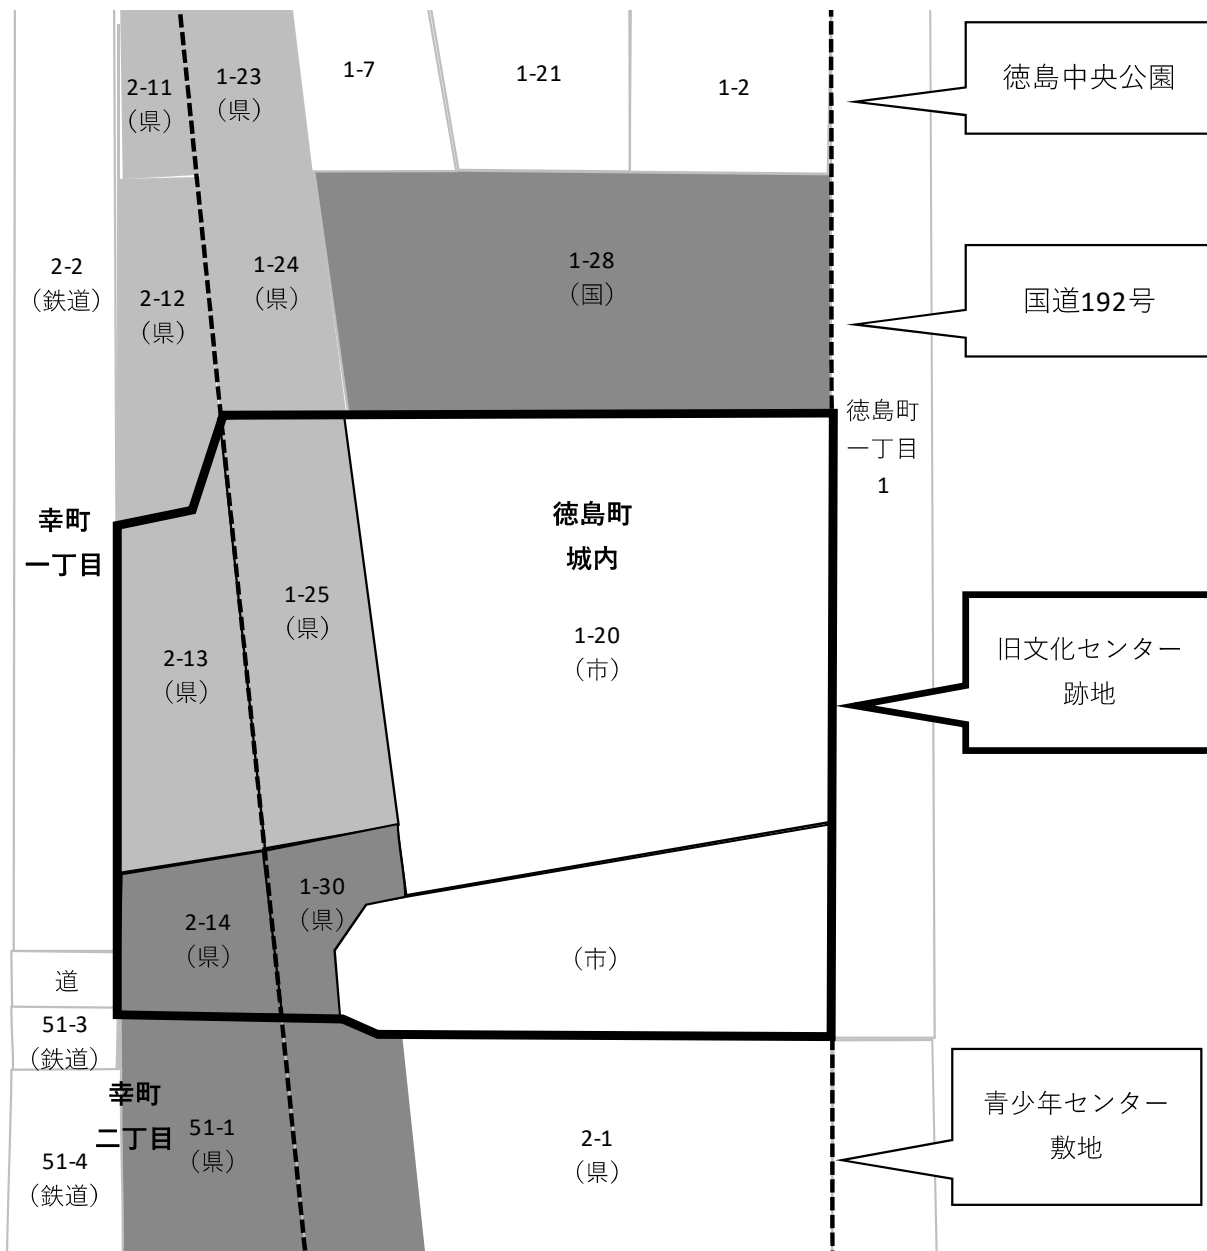 2-11
（県）
1-23
（県）
1-7
1-21
1-2
徳島中央公園
2-2
（鉄道）
2-12
（県）
1-24
（県）
1-28
（国）
国道192号
徳島町
一丁目
1
幸町
一丁目
徳島町
城内
1-25
（県）
1-20
（市）
2-13
（県）
旧文化センター
跡地
1-30
（県）
2-14
（県）
（市）
道
51-3
（鉄道）
幸町
二丁目
51-1
（県）
51-4
（鉄道）
2-1
（県）
青少年センター
敷地